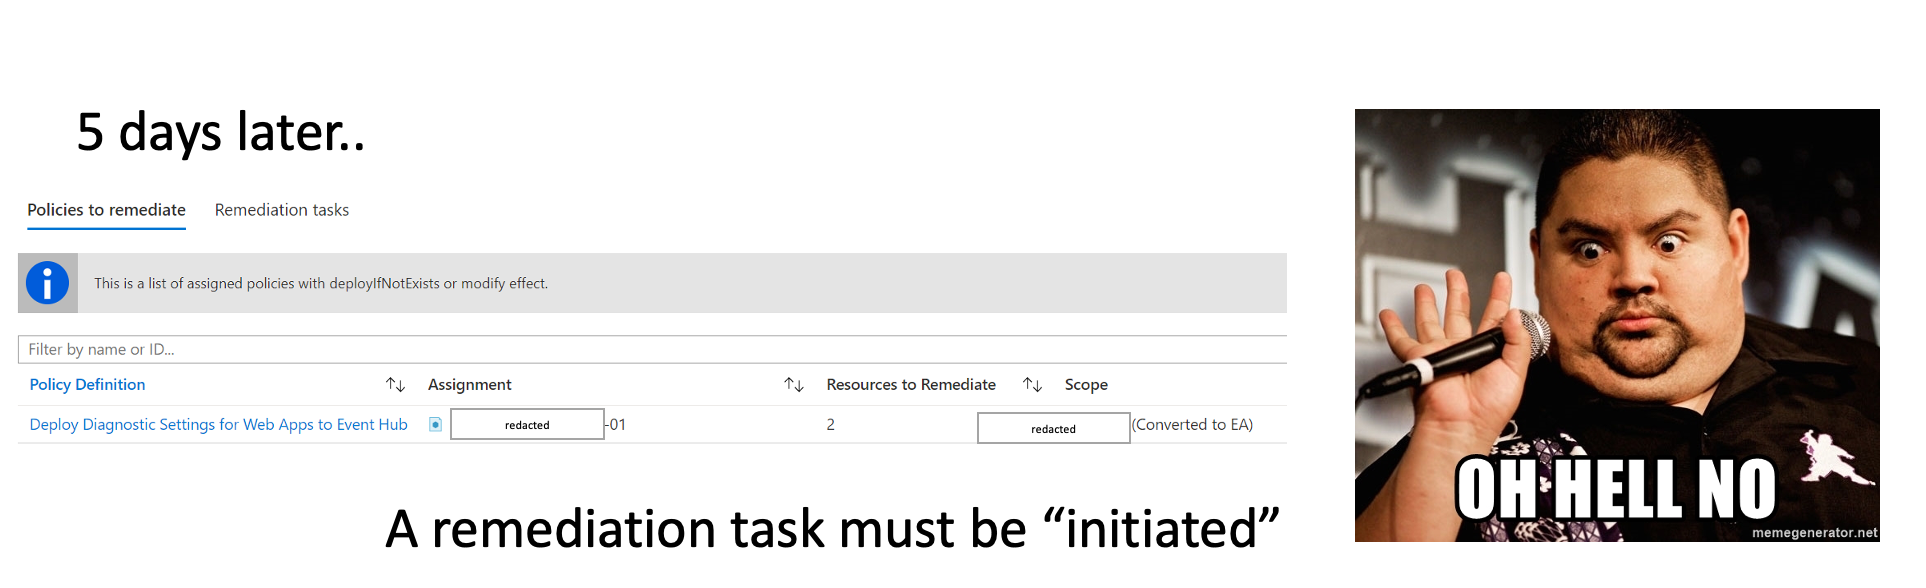 5 days later..
Policies to remediate Remediation tasks
This is a list of assigned policies with deployIfNotExists or modify effect.
Filter by name or ID...
Policy Definition ↑↓ Assignment ↑↓ Resources to Remediate ↑↓ Scope
Deploy Diagnostic Settings for Web Apps to Event Hub redacted -01 2 redacted (Converted to EA)
A remediation task must be “initiated”
OH HELL NO
memegenerator.net